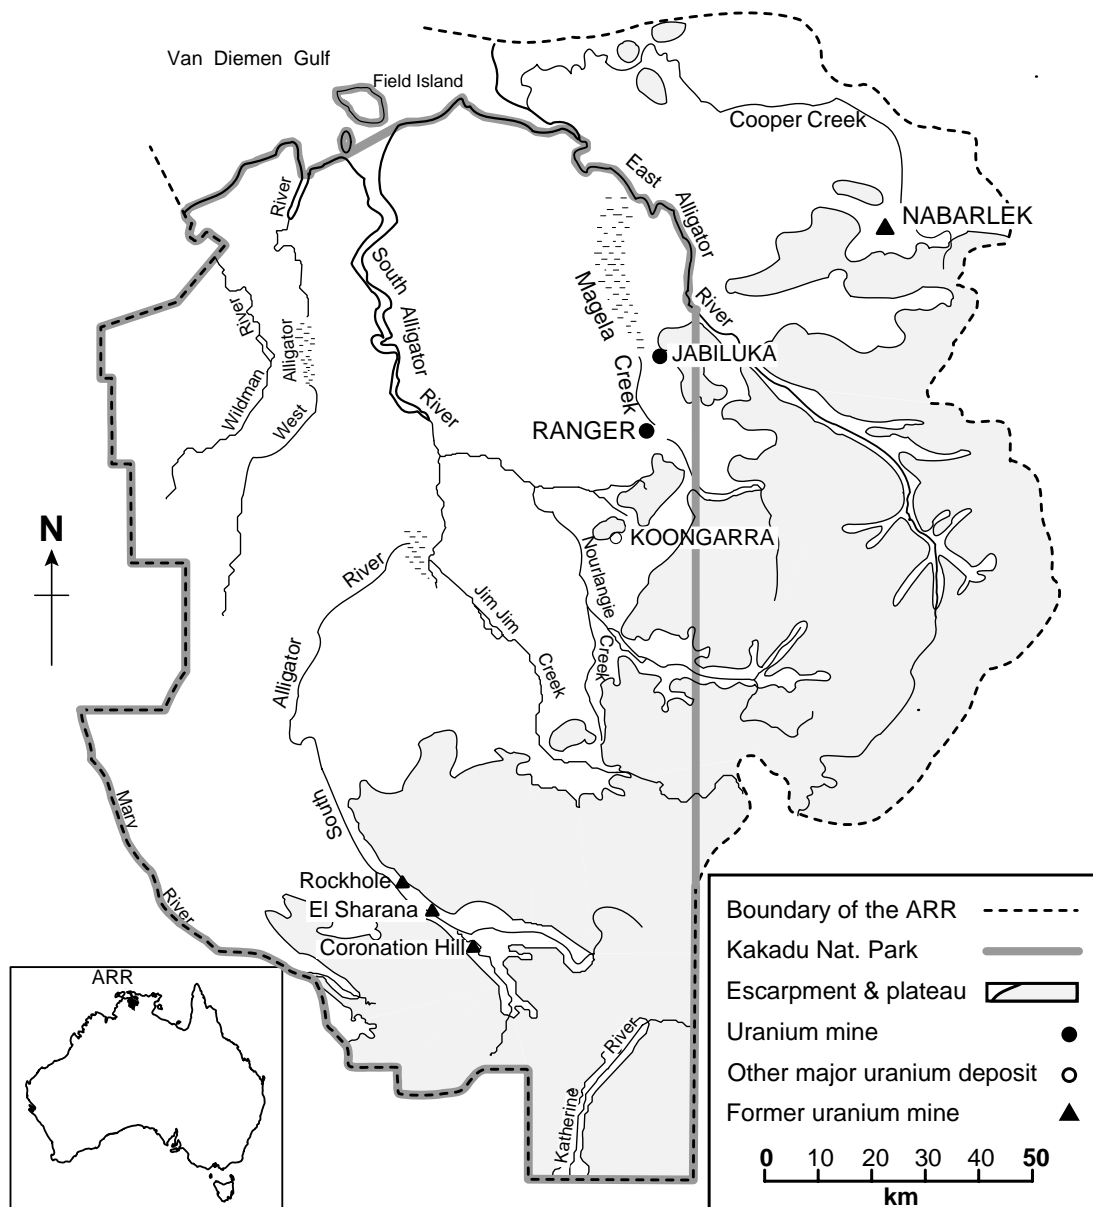 Van Diemen Gulf
Field Island
Cooper Creek
East Alligator River
NABARLEK
River
South Alligator River
Magela Creek
Wildman River
West Alligator
JABILUKA
RANGER
KOONGARRA
N
Nourlangie Creek
Jim Jim Creek
South Alligator River
Mary River
Rockhole
El Sharana
Coronation Hill
Katherine River
ARR
Boundary of the ARR
Kakadu Nat. Park
Escarpment & plateau
Uranium mine
Other major uranium deposit
Former uranium mine
0 10 20 30 40 50
km